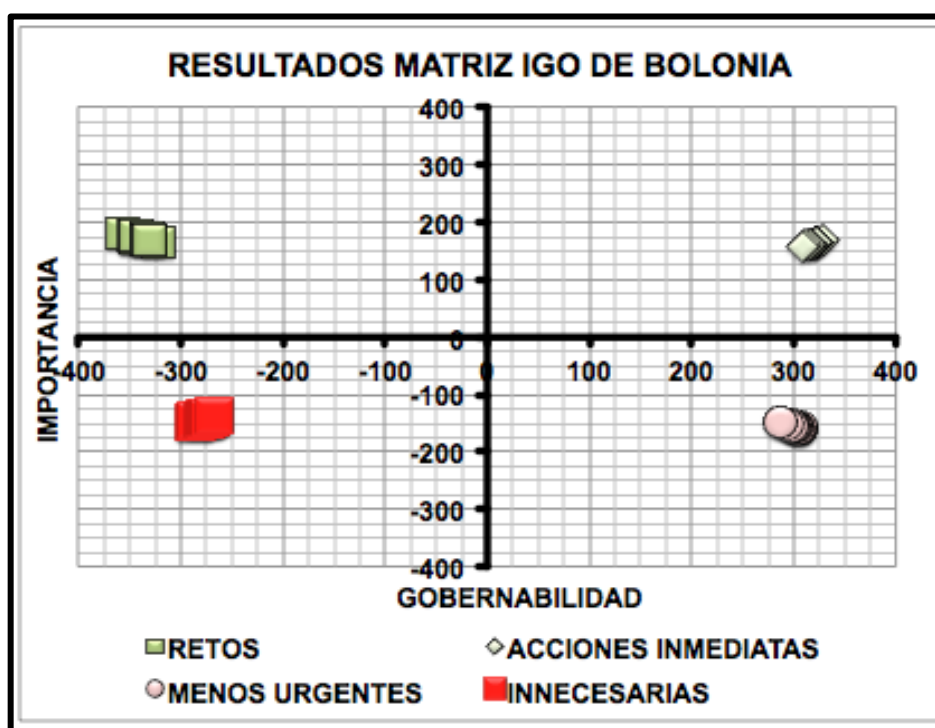 RESULTADOS MATRIZ IGO DE BOLONIA
400
300
200
100
0
-400 -300 -200 -100 0 100 200 300 400
-100
-200
-300
-400
IMPORTANCIA
GOBERNABILIDAD
RETOS
ACCIONES INMEDIATAS
MENOS URGENTES
INNECESARIAS